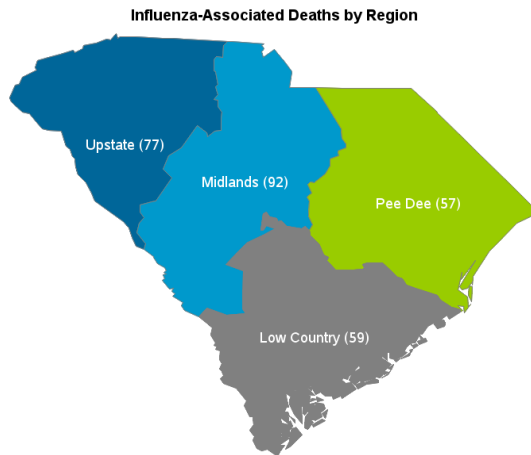 Influenza-Associated Deaths by Region
Upstate (77)
Midlands (92)
Pee Dee (57)
Low Country (59)